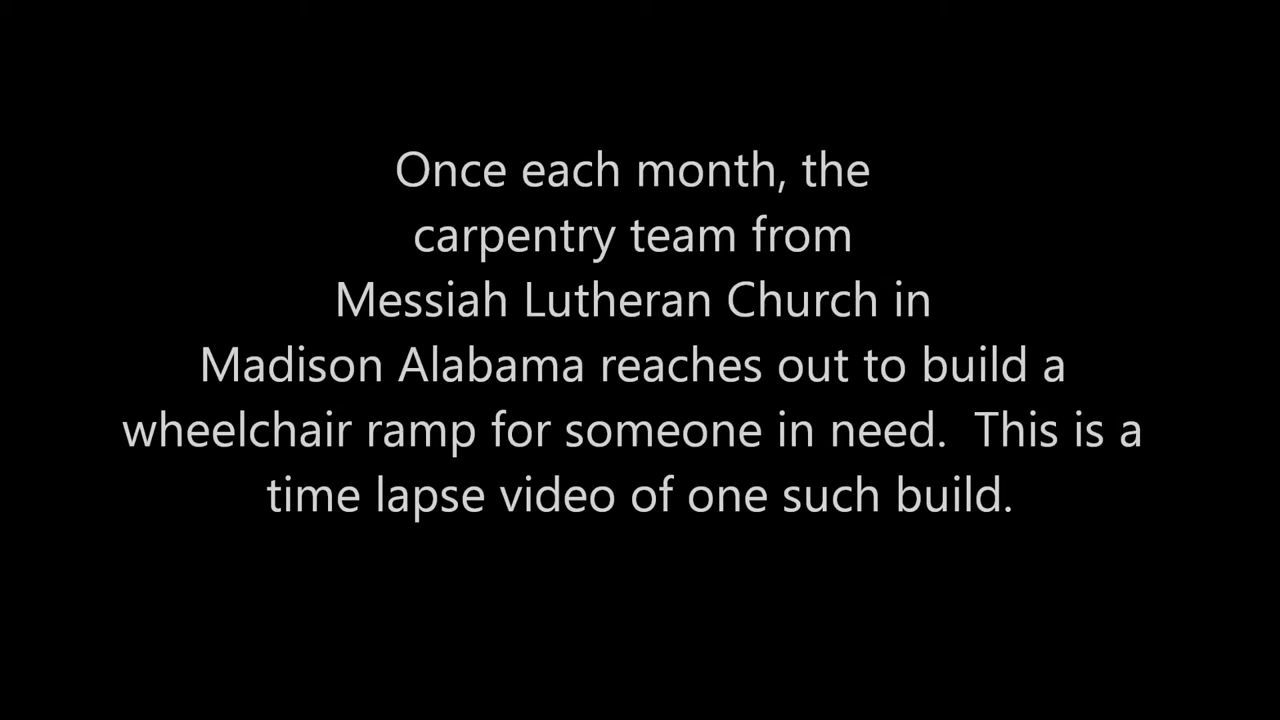 Once each month, the
carpentry team from
Messiah Lutheran Church in
Madison Alabama reaches out to build a
wheelchair ramp for someone in need.  This is a
time lapse video of one such build.